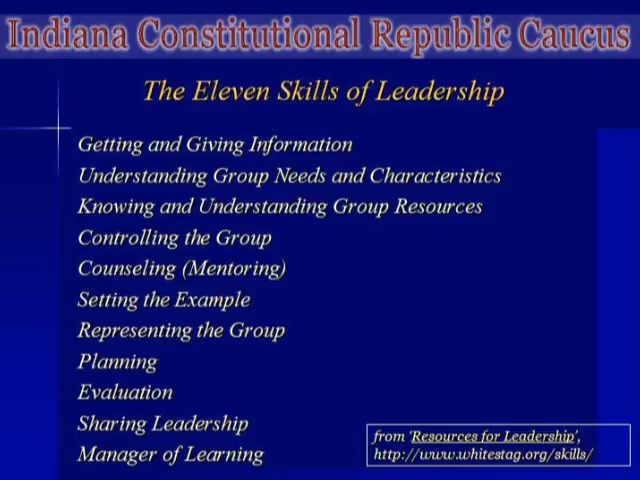 Indiana Constitutional Republic Caucus
The Eleven Skills of Leadership
Getting and Giving Information
Understanding Group Needs and Characteristics
Knowing and Understanding Group Resources
Controlling the Group
Counseling (Mentoring)
Setting the Example
Representing the Group
Planning
Evaluation
Sharing Leadership
Manager of Learning
from ‘Resources for Leadership’,
http://www.whitestag.org/skills/